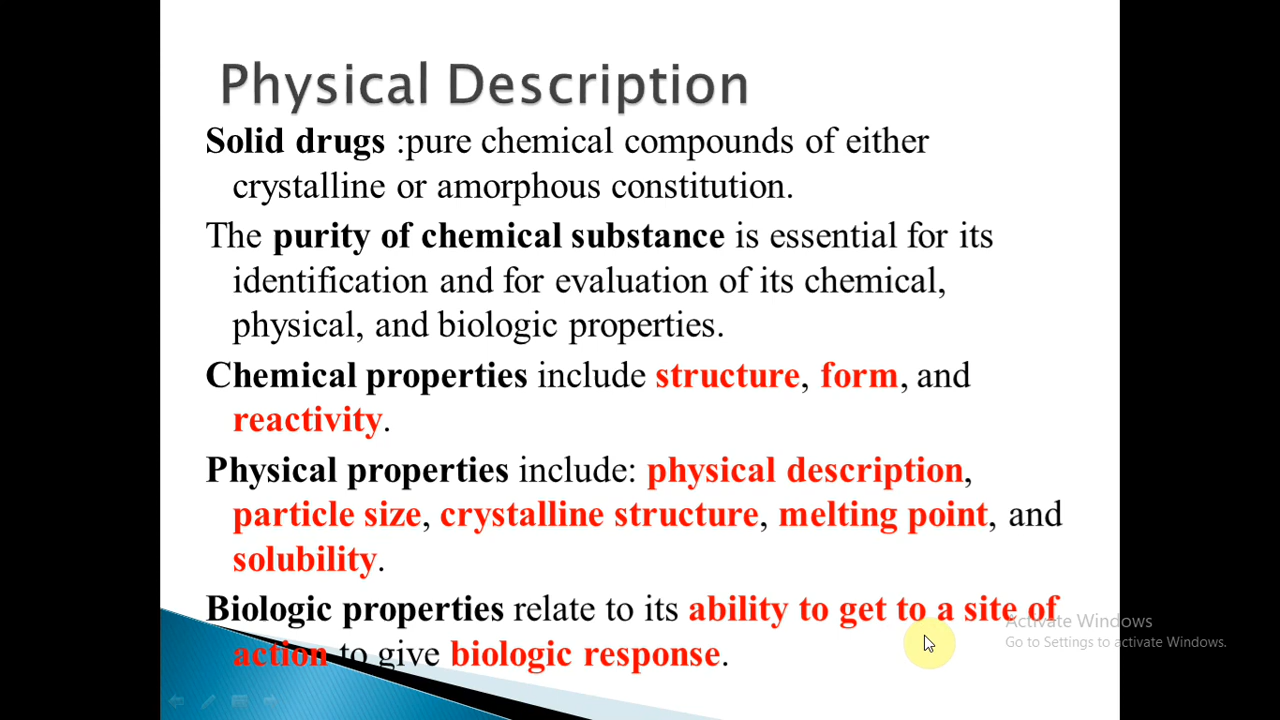 Physical Description
Solid drugs :pure chemical compounds of either
crystalline or amorphous constitution.
The purity of chemical substance is essential for its
identification and for evaluation of its chemical,
physical, and biologic properties.
Chemical properties include structure, form, and
reactivity.
Physical properties include: physical description,
particle size, crystalline structure, melting point, and
solubility.
Biologic properties relate to its ability to get to a site of
action to give biologic response.
Activate Windows
Go to Settings to activate Windows.